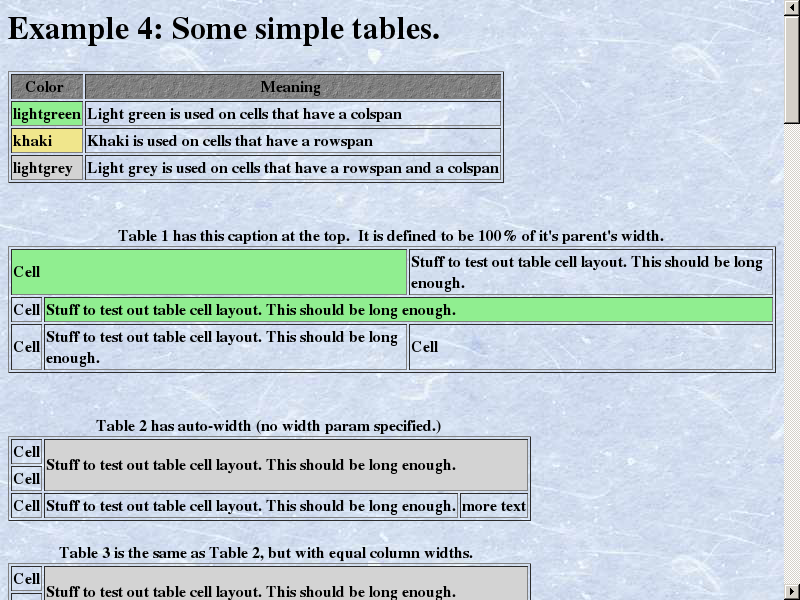 Example 4: Some simple tables.
Color Meaning
lightgreen Light green is used on cells that have a colspan
khaki Khaki is used on cells that have a rowspan
lightgrey Light grey is used on cells that have a rowspan and a colspan
Table 1 has this caption at the top. It is defined to be 100% of it's parent's width.
Cell
Stuff to test out table cell layout. This should be long
enough.
Cell Stuff to test out table cell layout. This should be long enough.
Cell
Stuff to test out table cell layout. This should be long
enough.
Cell
Table 2 has auto-width (no width param specified.)
Cell
Cell
Stuff to test out table cell layout. This should be long enough.
Cell Stuff to test out table cell layout. This should be long enough. more text
Table 3 is the same as Table 2, but with equal column widths.
Cell
Stuff to test out table cell layout. This should be long enough.